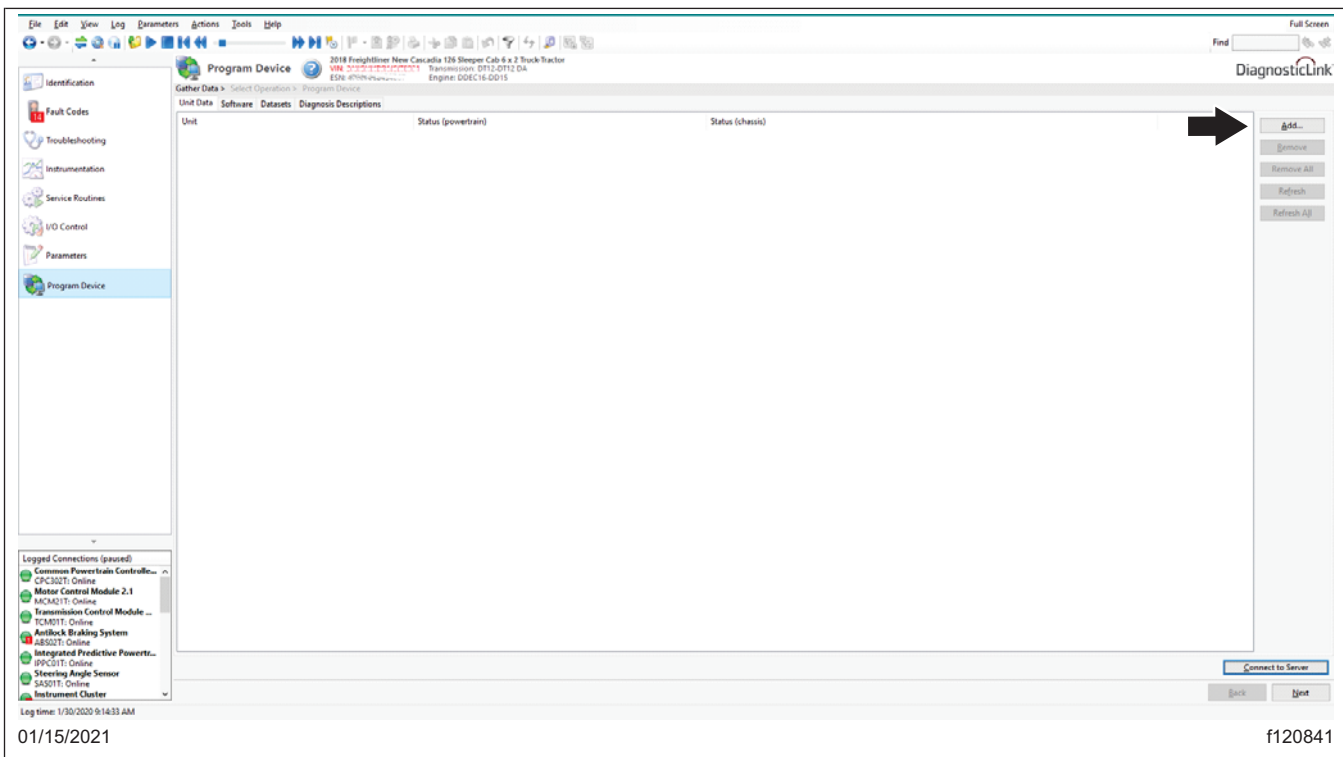 File Edit View Log Parameters Actions Tools Help Full Screen
Find
Program Device
2018 Freightliner New Cascadia 126 Sleeper Cab 6 x 2 Truck-Tractor
VIN: Transmission: DT12-DT12 DA
ESN: Engine: DDEC16-DD15
DiagnosticLink
Gather Data > Select Operation > Program Device
Unit Data Software Datasets Diagnosis Descriptions
Unit Status (powertrain) Status (chassis)
Identification
Fault Codes
14
Troubleshooting
Instrumentation
Service Routines
I/O Control
Parameters
Program Device
Add...
Remove
Remove All
Refresh
Refresh All
Logged Connections (paused)
Common Powertrain Controlle...
CPC302T: Online
Motor Control Module 2.1
MCM21T: Online
Transmission Control Module ...
TCM01T: Online
Antilock Braking System
ABS02T: Online
Integrated Predictive Powertr...
IPPC01T: Online
Steering Angle Sensor
SAS01T: Online
Instrument Cluster
Connect to Server
Back Next
Log time: 1/30/2020 9:14:33 AM
01/15/2021 f120841